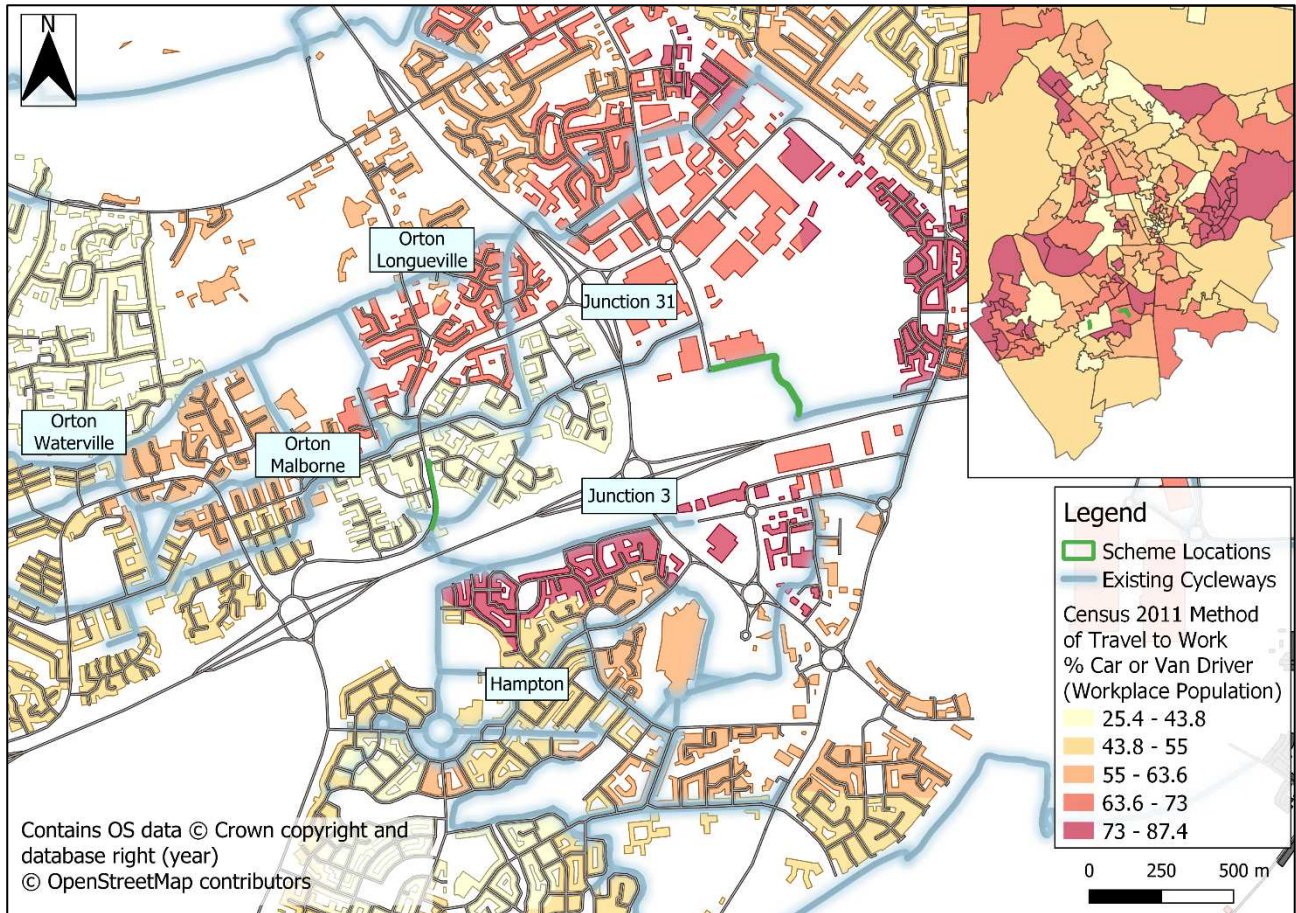 N
Orton
Longueville
Junction 31
Orton
Waterville
Orton
Malborne
Junction 3
Hampton
Legend
Scheme Locations
Existing Cycleways
Census 2011 Method
of Travel to Work
% Car or Van Driver
(Workplace Population)
25.4 - 43.8
43.8 - 55
55 - 63.6
63.6 - 73
73 - 87.4
0 250 500 m
Contains OS data © Crown copyright and
database right (year)
© OpenStreetMap contributors